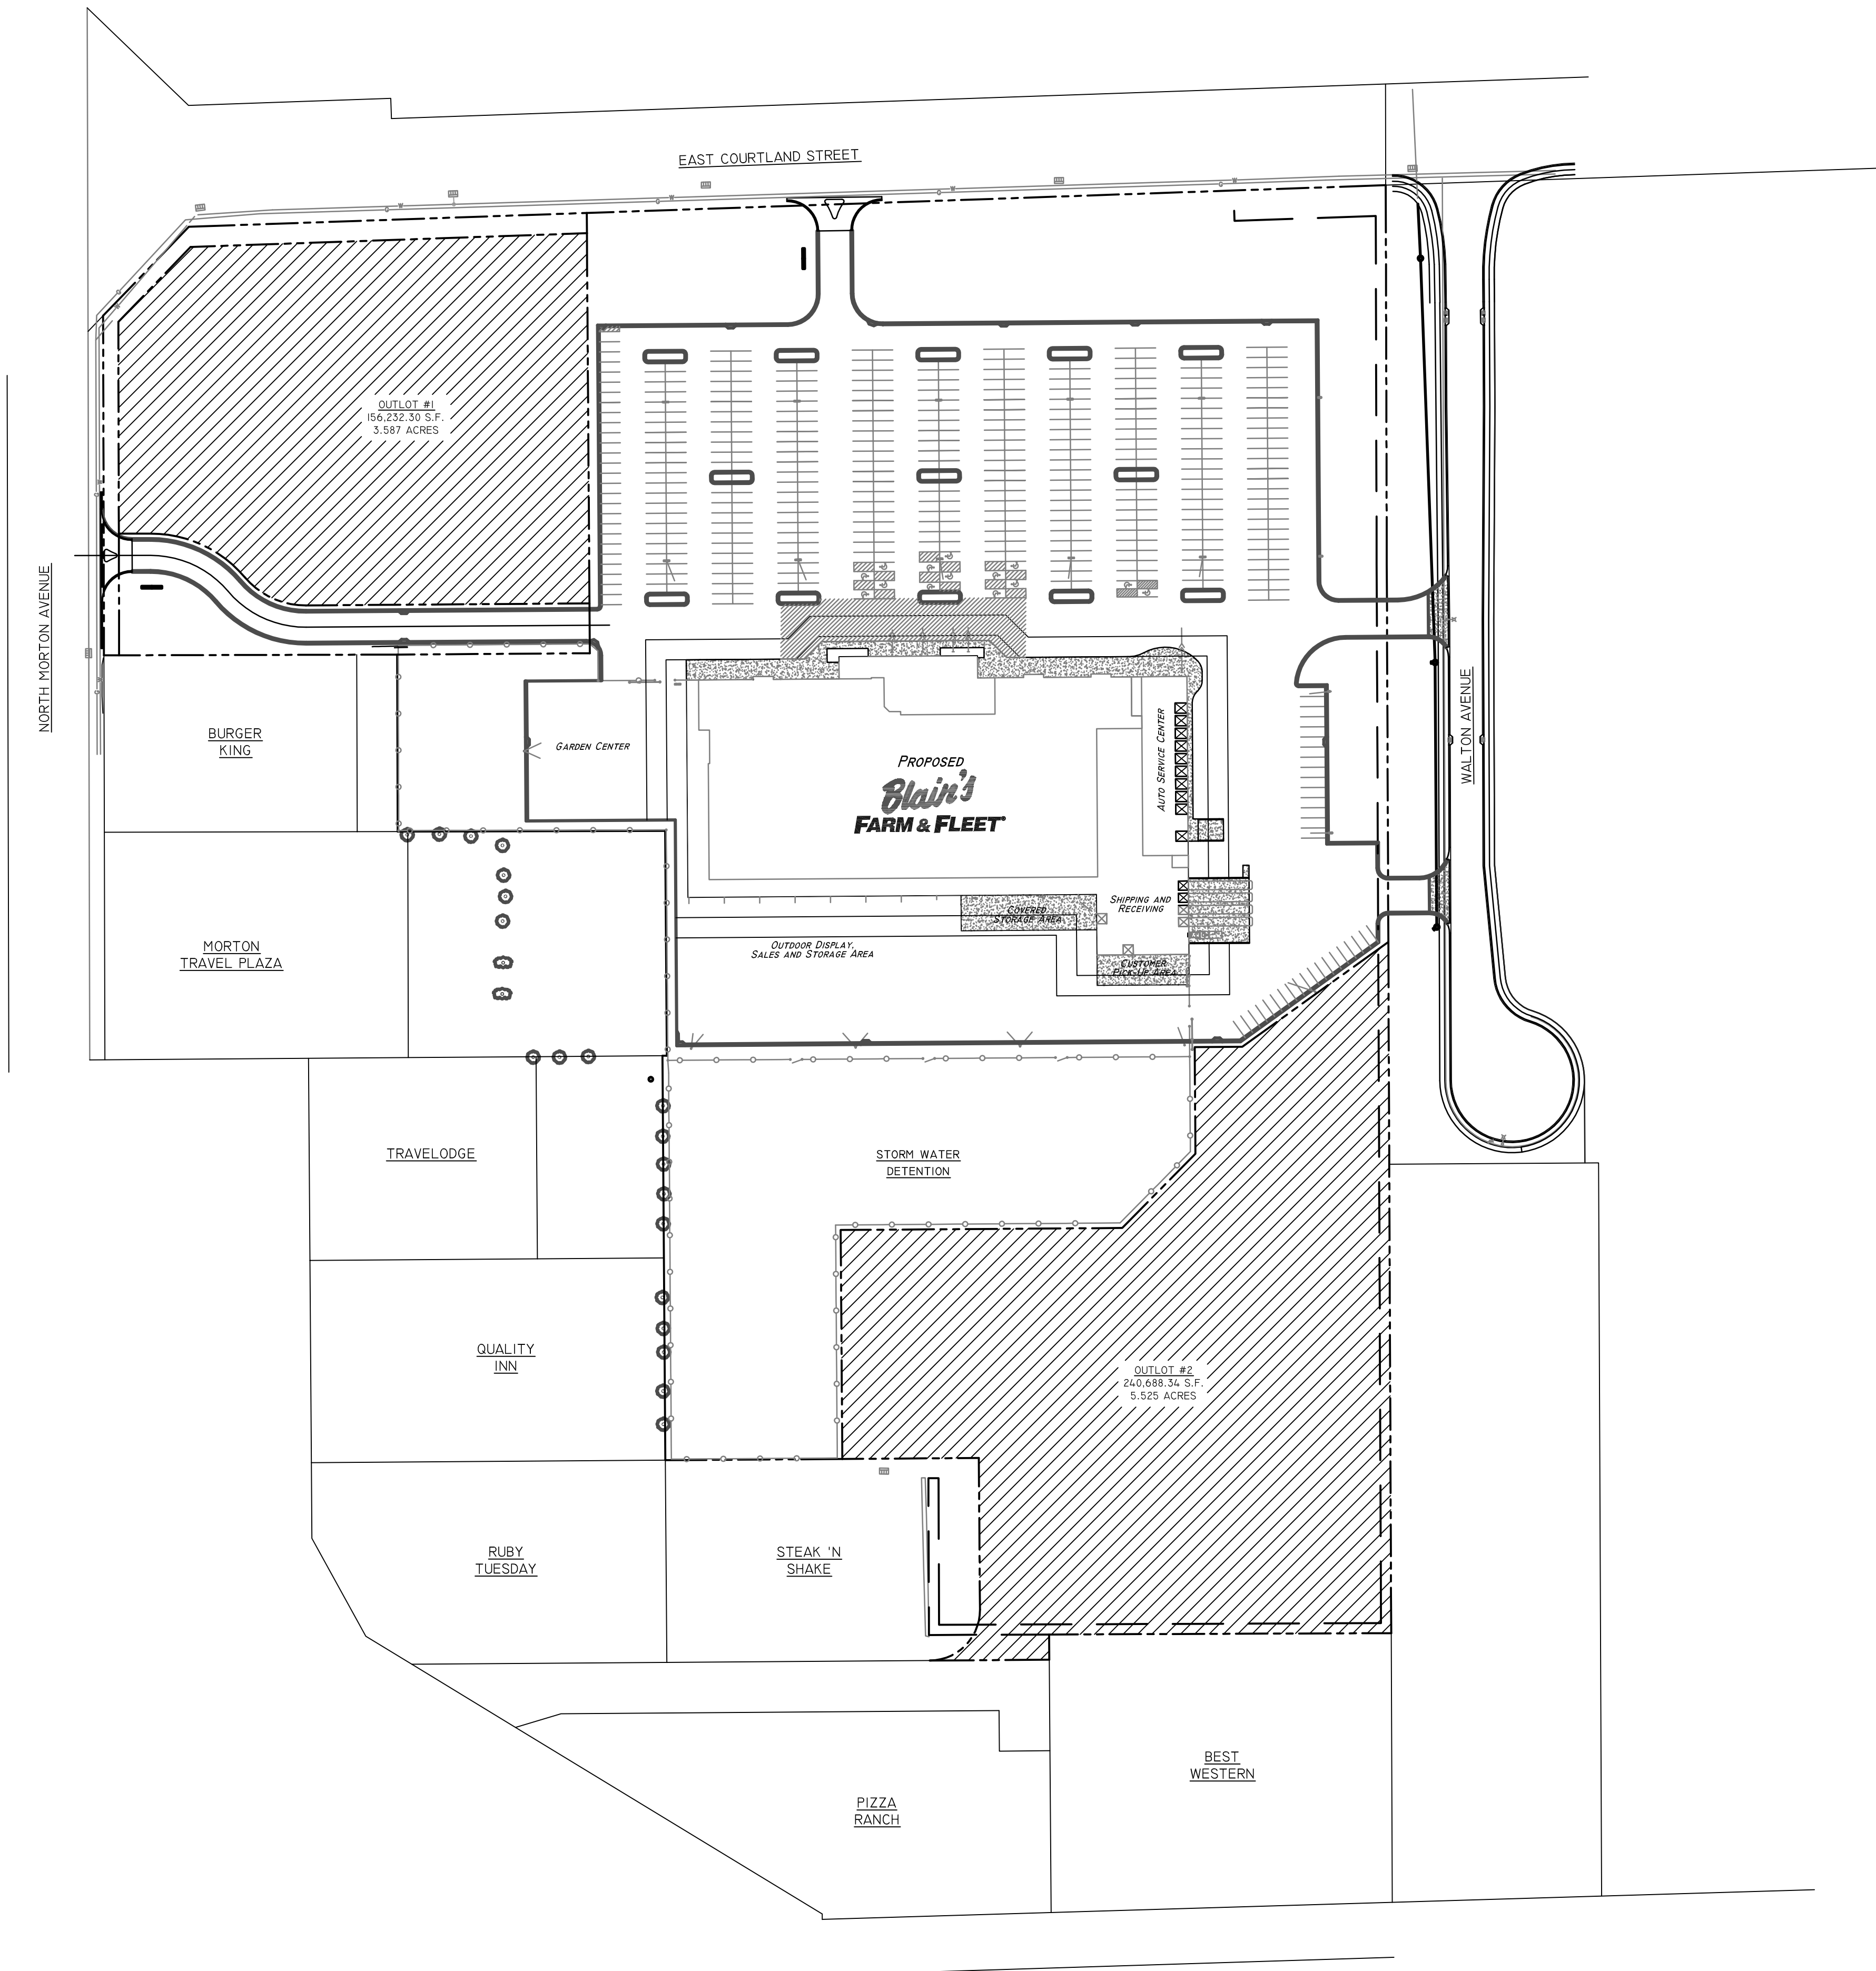 EAST COURTLAND STREET
OUTLOT #1
156,232.30 S.F.
3.587 ACRES
NORTH MORTON AVENUE
WALTON AVENUE
BURGER
KING
GARDEN CENTER
PROPOSED
Blain's
FARM & FLEET®
AUTO SERVICE CENTER
SHIPPING AND
RECEIVING
COVERED
STORAGE AREA
OUTDOOR DISPLAY,
SALES AND STORAGE AREA
CUSTOMER
PICK-UP AREA
MORTON
TRAVEL PLAZA
TRAVELODGE
STORM WATER
DETENTION
QUALITY
INN
OUTLOT #2
240,688.34 S.F.
5.525 ACRES
RUBY
TUESDAY
STEAK 'N
SHAKE
BEST
WESTERN
PIZZA
RANCH